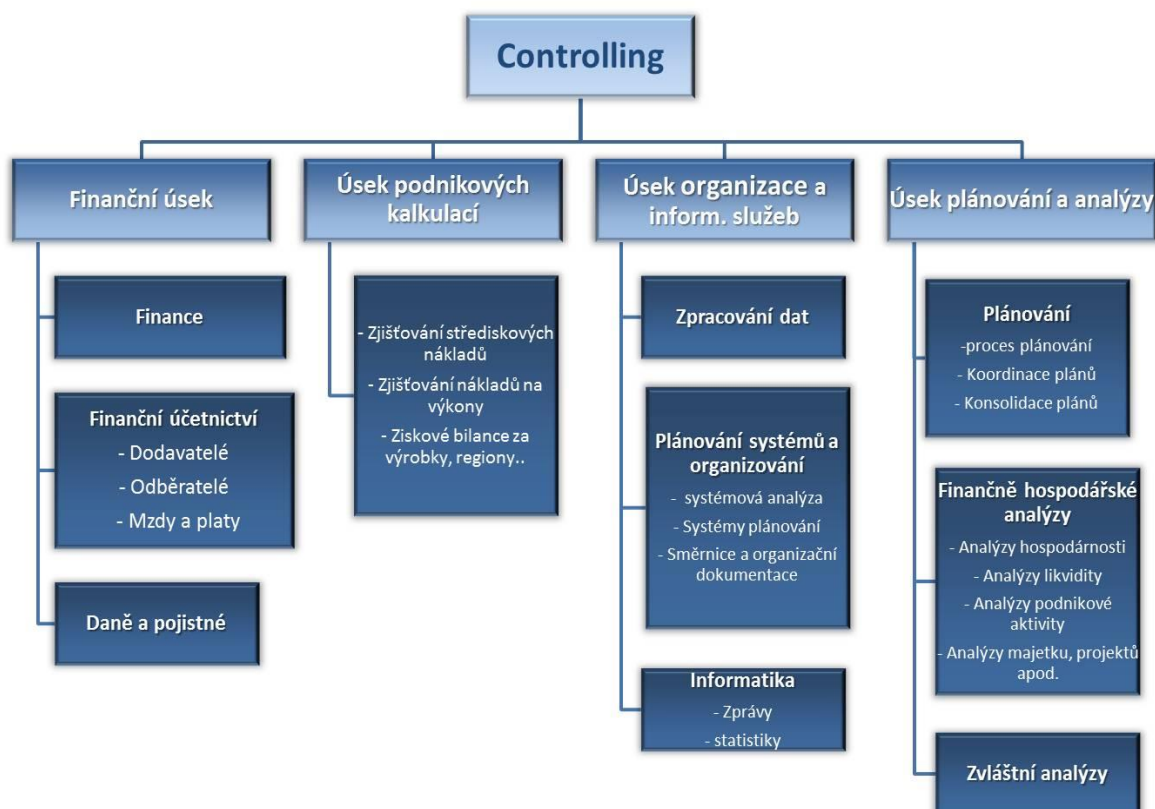 Controlling
Finanční úsek
Finance
Finanční účetnictví
- Dodavatelé
- Odběratelé
- Mzdy a platy
Daně a pojistné
Úsek podnikových
kalkulací
- Zjišťování střediskových
nákladů
- Zjišťování nákladů na
výkony
- Ziskové bilance za
výrobky, regiony..
Úsek organizace a
inform. služeb
Zpracování dat
Plánování systémů a
organizování
- systémová analýza
- Systémy plánování
- Směrnice a organizační
dokumentace
Informatika
- Zprávy
- statistiky
Úsek plánování a analýzy
Plánování
-proces plánování
- Koordinace plánů
- Konsolidace plánů
Finančně hospodářské
analýzy
- Analýzy hospodárnosti
- Analýzy likvidity
- Analýzy podnikové
aktivity
- Analýzy majetku, projektů
apod.
Zvláštní analýzy